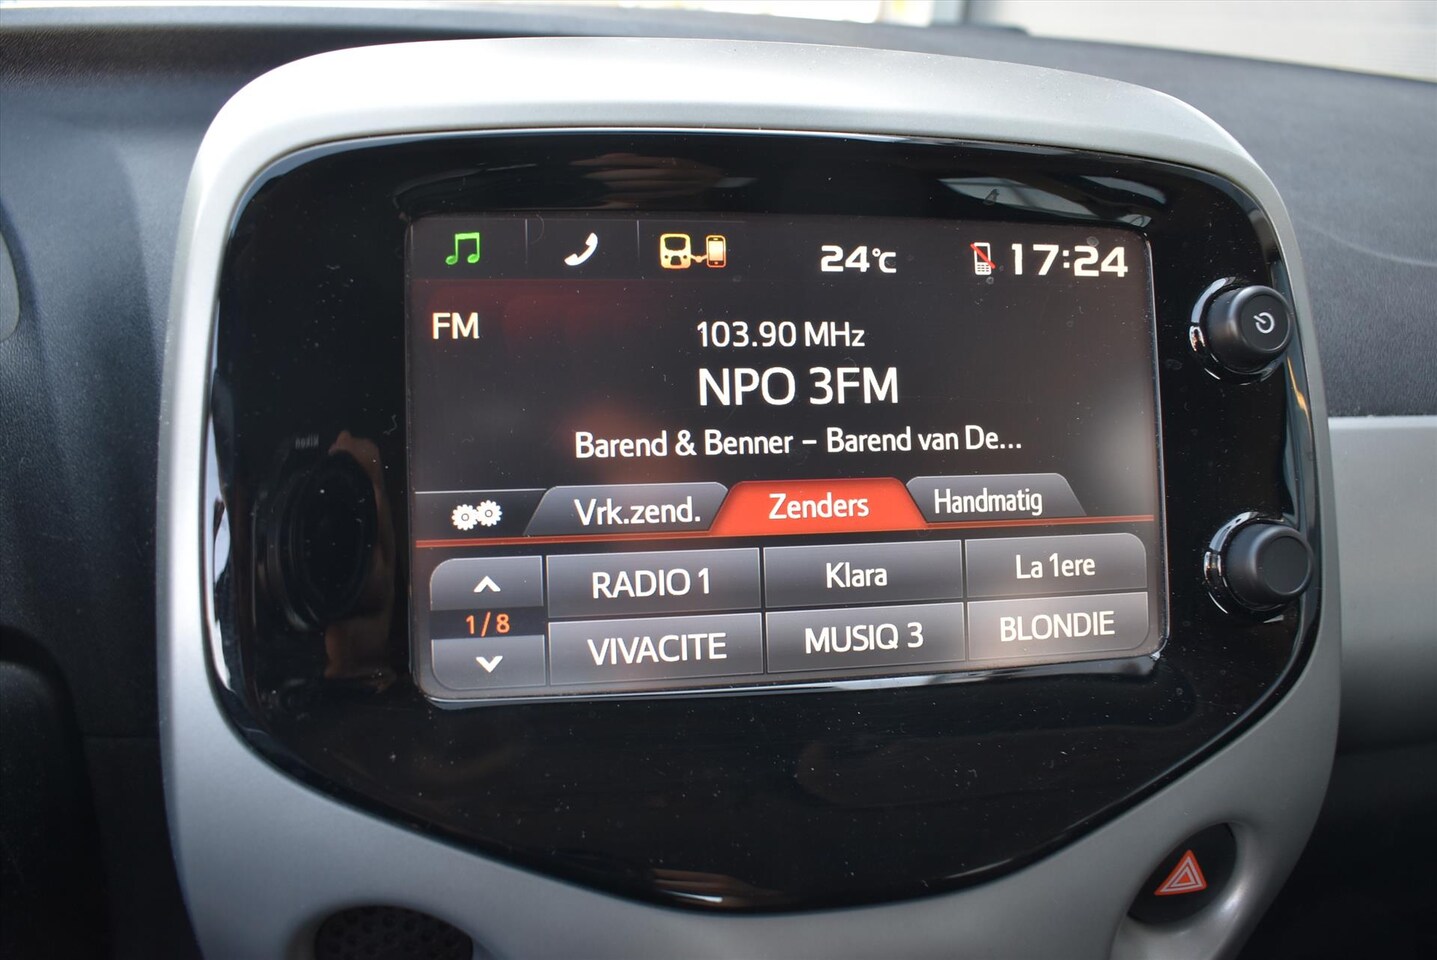 24°C 17:24
FM
103.90 MHz
NPO 3FM
Barend & Benner – Barend van De...
Vrk.zend. Zenders Handmatig
RADIO 1 Klara La 1ere
1/8
VIVACITE MUSIQ 3 BLONDIE